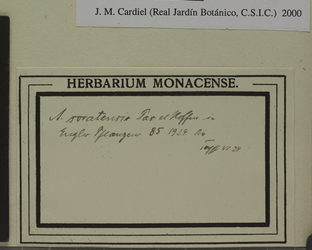 J. M. Cardiel (Real Jardín Botánico, C.S.I.C.) 2000
HERBARIUM MONACENSE.
A. soratensis Pax et Hoffm in
Engler Pflanzenr 85 1924